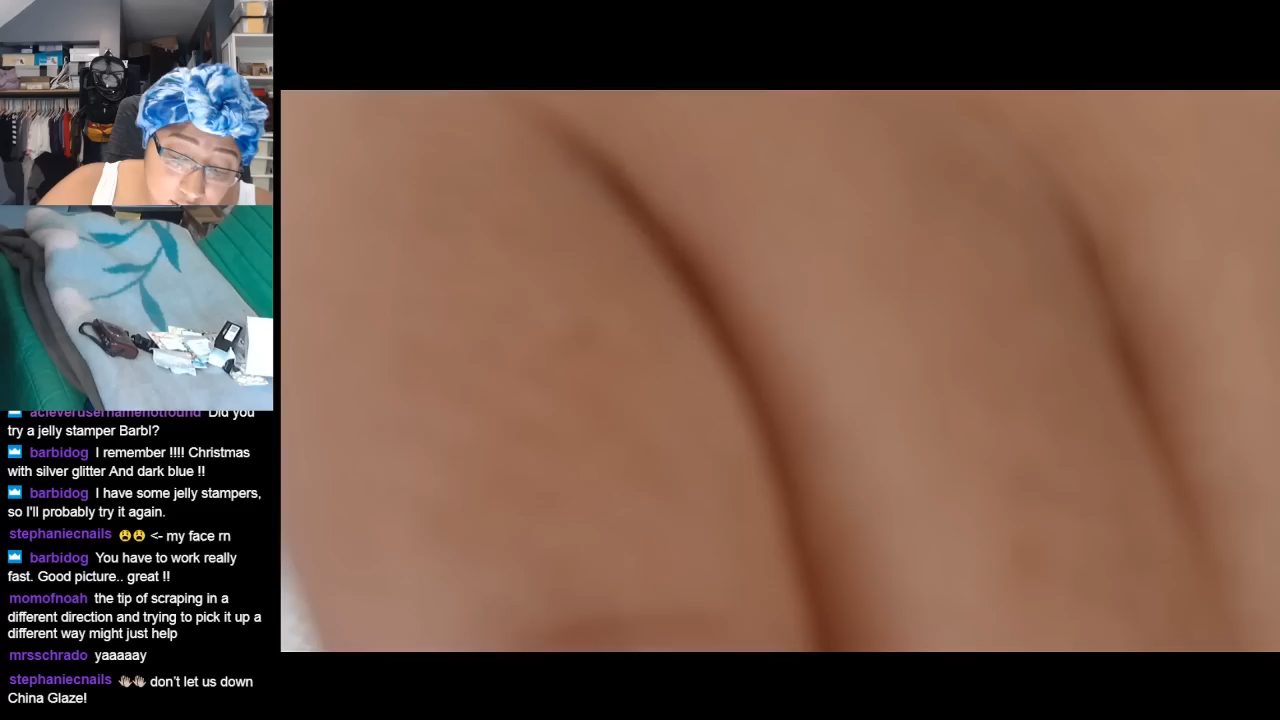 acleverusernamenotfound Did you
try a jelly stamper Barbl?
barbidog I remember !!!! Christmas
with silver glitter And dark blue !!
barbidog I have some jelly stampers,
so I'll probably try it again.
stephaniecnails 😩😩 <- my face rn
barbidog You have to work really
fast. Good picture.. great !!
momofnoah the tip of scraping in a
different direction and trying to pick it up a
different way might just help
mrsschrado yaaaaay
stephaniecnails 👋🏼👋🏼 don't let us down
China Glaze!